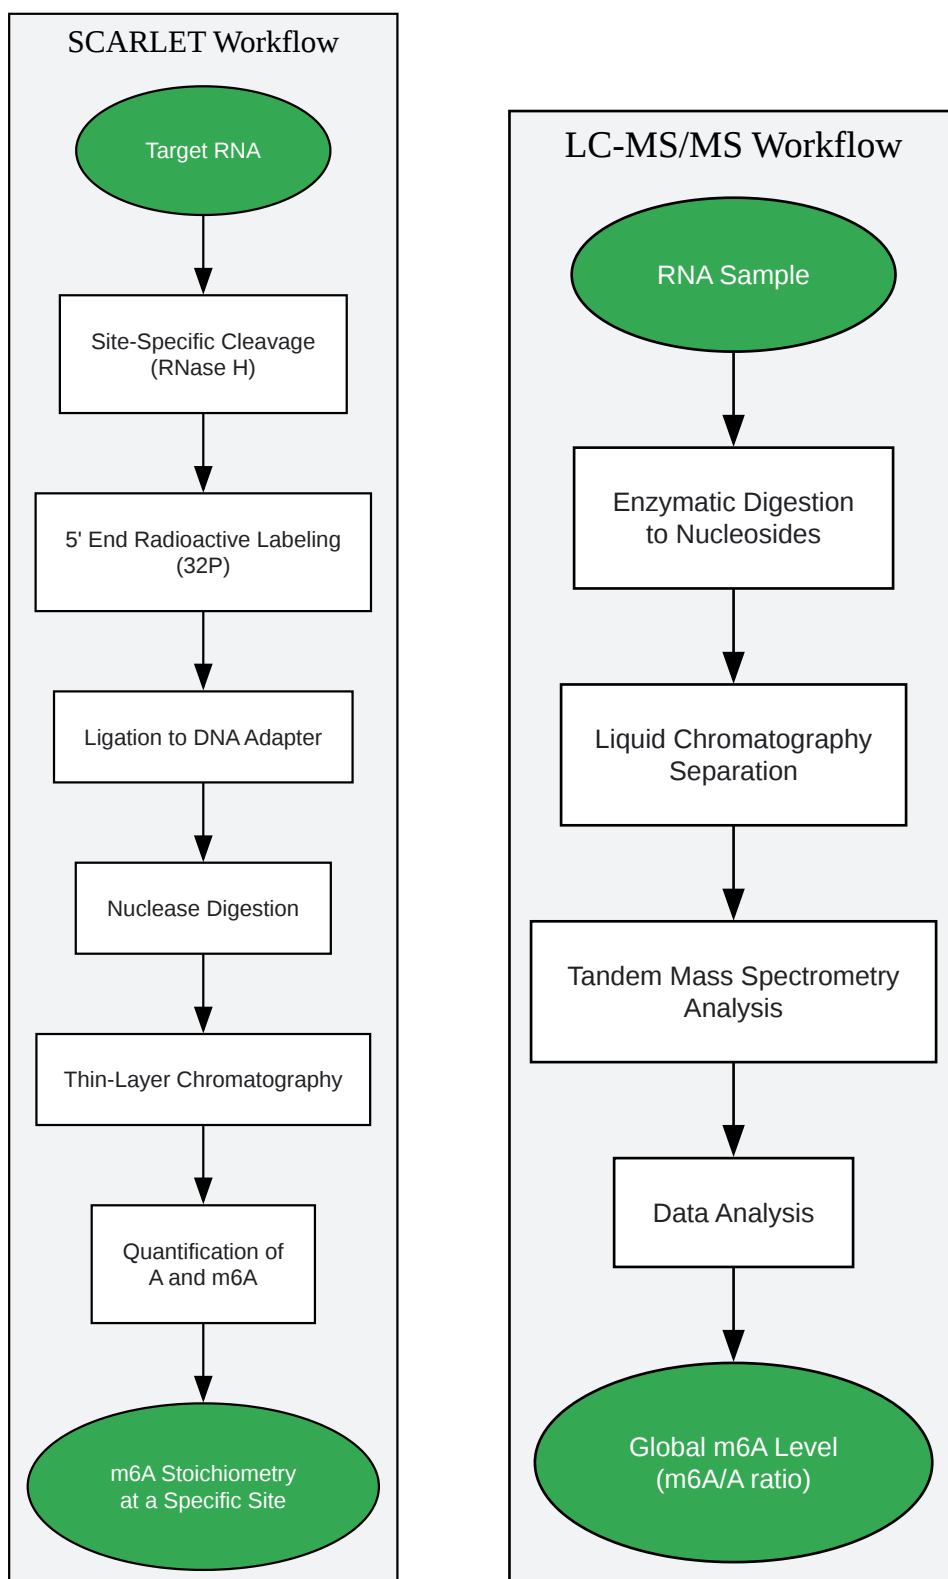 SCARLET Workflow
Target RNA
Site-Specific Cleavage
(RNase H)
5' End Radioactive Labeling
(32P)
Ligation to DNA Adapter
Nuclease Digestion
Thin-Layer Chromatography
Quantification of
A and m6A
m6A Stoichiometry
at a Specific Site
LC-MS/MS Workflow
RNA Sample
Enzymatic Digestion
to Nucleosides
Liquid Chromatography
Separation
Tandem Mass Spectrometry
Analysis
Data Analysis
Global m6A Level
(m6A/A ratio)